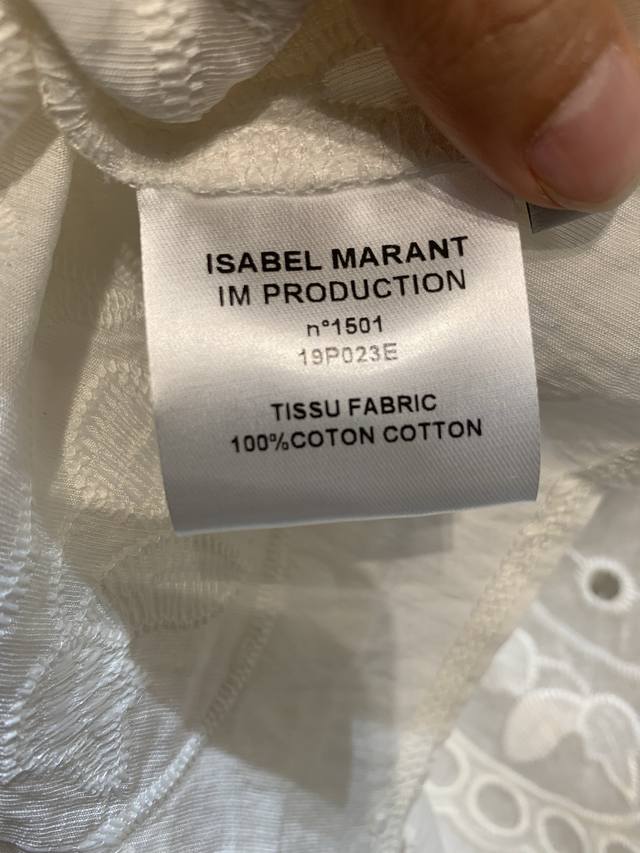 ISABEL MARANT
IM PRODUCTION
n°1501
19P023E
TISSU FABRIC
100%COTON COTTON